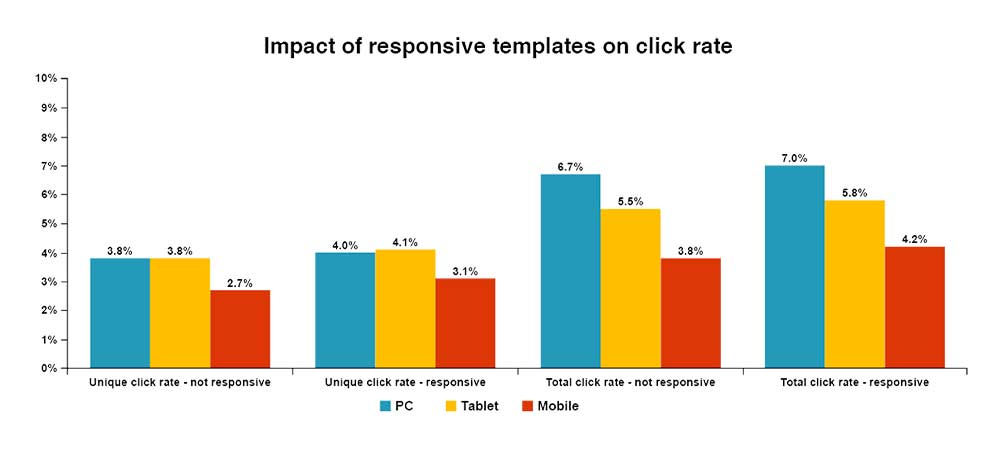 Impact of responsive templates on click rate
10%
9%
8%
7%
6%
5%
4%
3%
2%
1%
0%
3.8% 3.8% 2.7%
4.0% 4.1% 3.1%
6.7% 5.5% 3.8%
7.0% 5.8% 4.2%
Unique click rate - not responsive
Unique click rate - responsive
Total click rate - not responsive
Total click rate - responsive
PC Tablet Mobile